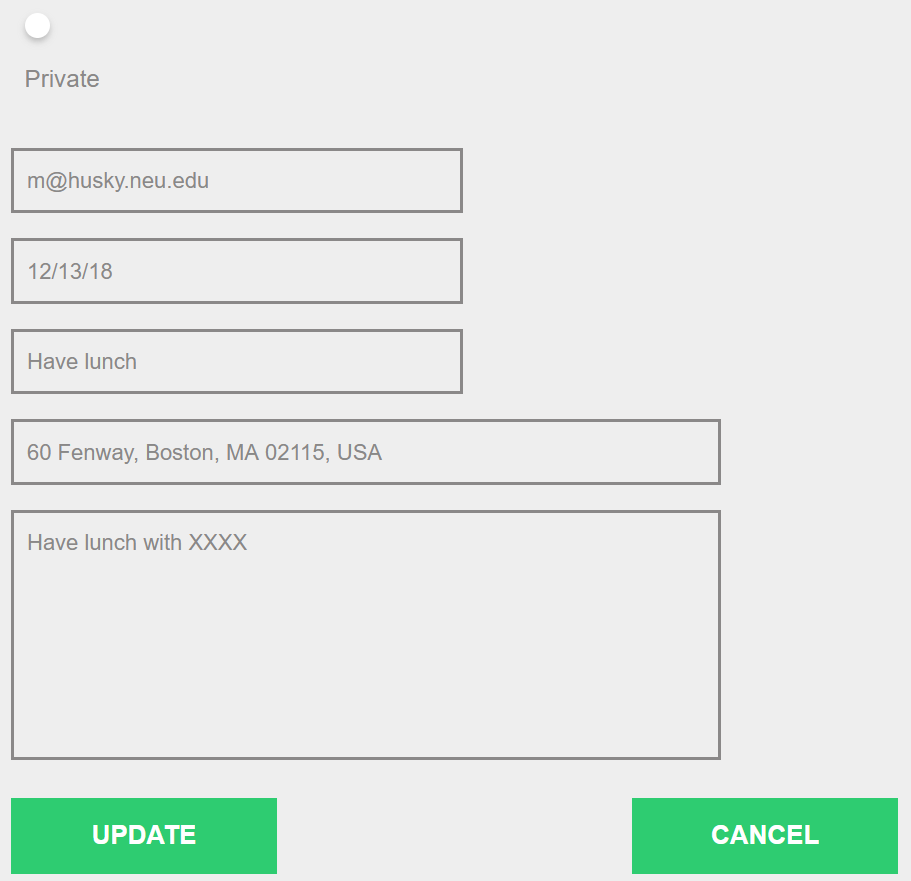 Private
m@husky.neu.edu
12/13/18
Have lunch
60 Fenway, Boston, MA 02115, USA
Have lunch with XXXX
UPDATE
CANCEL